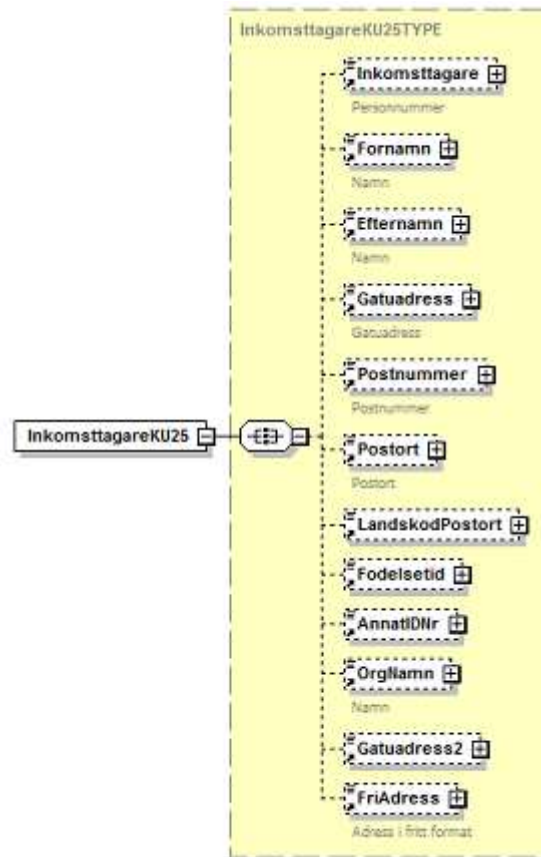 InkomsttagareKU25TYPE
Inkomsttagare
Personnummer
Fornamn
Namn
Efternamn
Namn
Gatuadress
Gatuadress
Postnummer
Postnummer
InkomsttagareKU25
Postort
Postort
LandskodPostort
Fodelsetid
AnnatIDNr
OrgNamn
Namn
Gatuadress2
FriAdress
Adress i fritt format